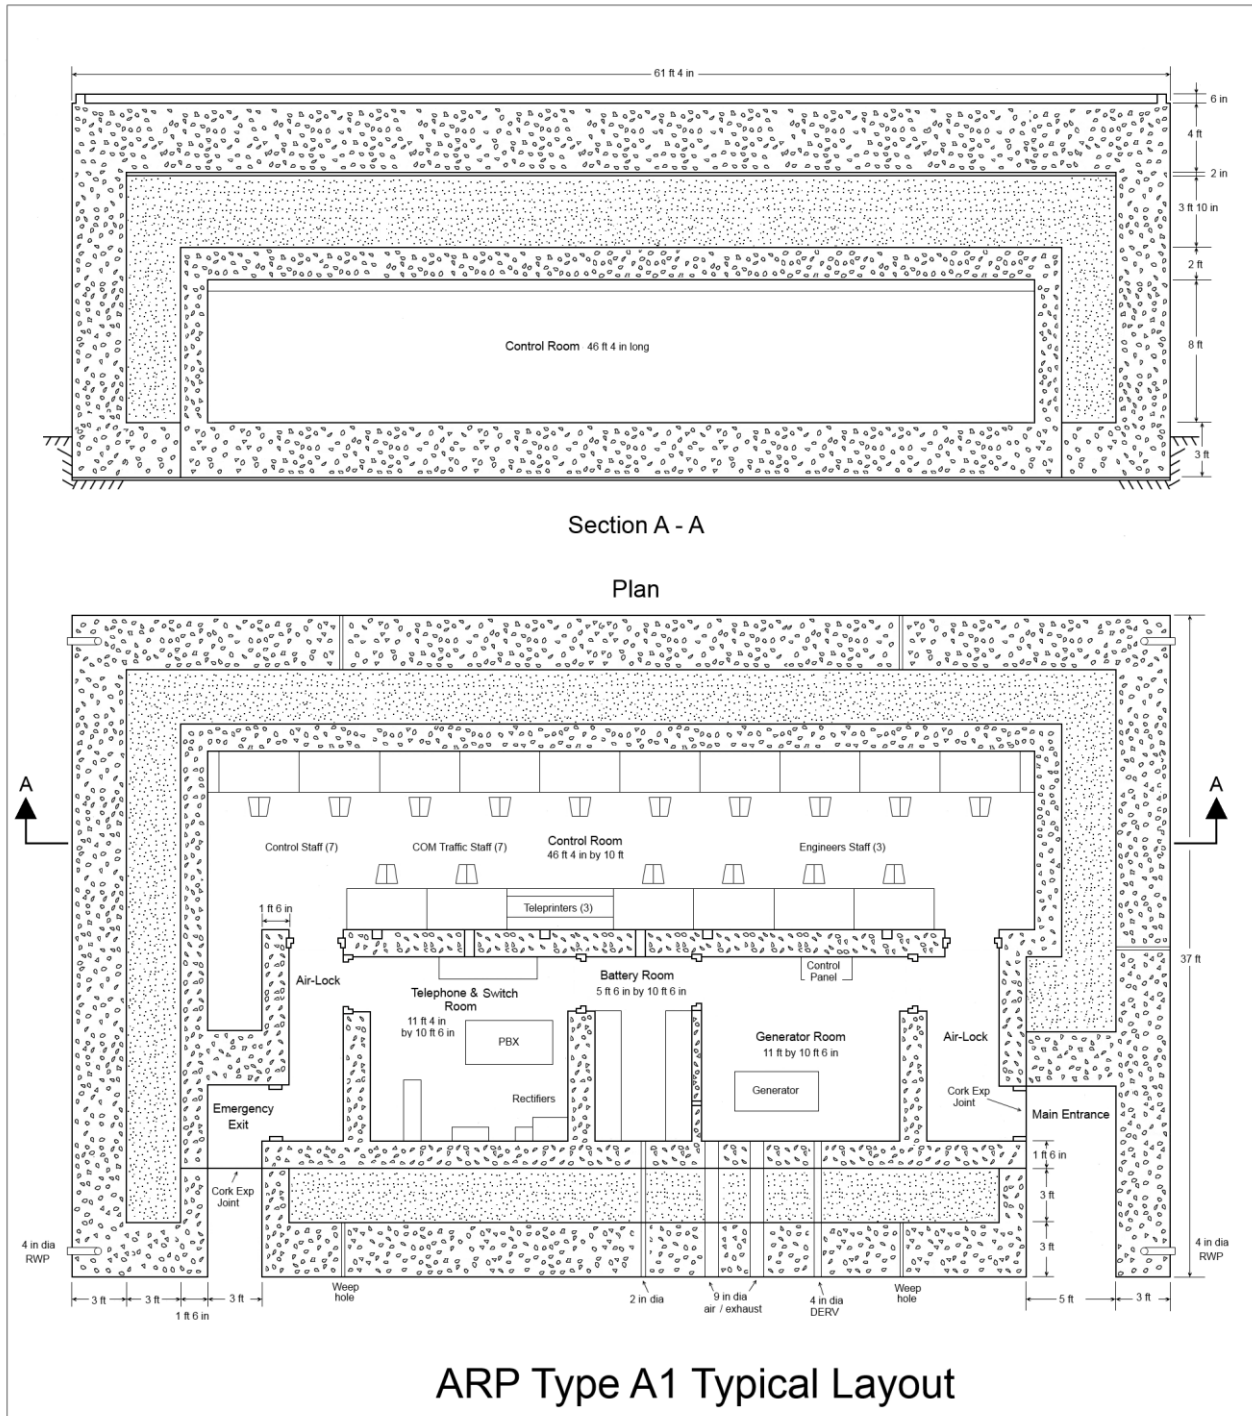 61 ft 4 in
6 in
4 ft
2 in
3 ft 10 in
2 ft
Control Room 46 ft 4 in long
8 ft
3 ft
Section A - A
Plan
A
A
Control Staff (7)
COM Traffic Staff (7)
Control Room
46 ft 4 in by 10 ft
Engineers Staff (3)
1 ft 6 in
Teleprinters (3)
37 ft
Air-Lock
Telephone & Switch
Room
11 ft 4 in
by 10 ft 6 in
Battery Room
5 ft 6 in by 10 ft 6 in
Control
Panel
PBX
Generator Room
11 ft by 10 ft 6 in
Air-Lock
Generator
Rectifiers
Cork Exp
Joint
Emergency
Exit
Main Entrance
1 ft 6 in
Cork Exp
Joint
3 ft
3 ft
4 in dia
RWP
4 in dia
RWP
3 ft
3 ft
1 ft 6 in
3 ft
Weep
hole
2 in dia
9 in dia
air / exhaust
4 in dia
DERV
Weep
hole
5 ft
3 ft
ARP Type A1 Typical Layout